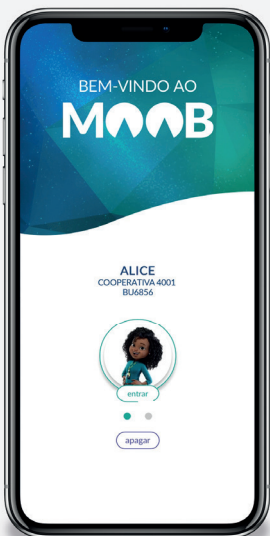 BEM-VINDO AO
MOOB
ALICE
COOPERATIVA 4001
BU6856
entrar
apagar